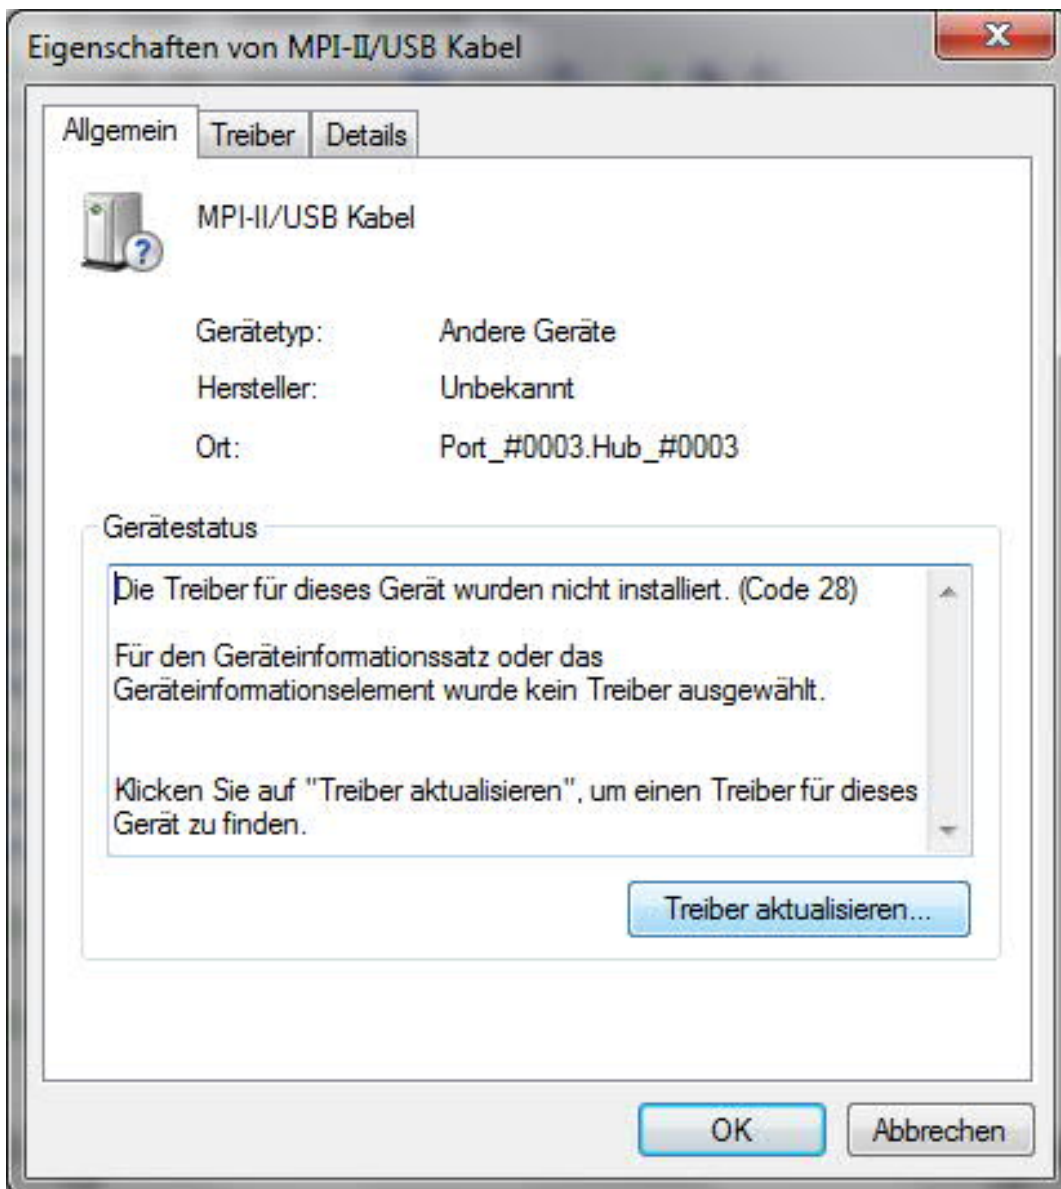 Eigenschaften von MPI-II/USB Kabel
Allgemein Treiber Details
MPI-II/USB Kabel
Gerätetyp: Andere Geräte
Hersteller: Unbekannt
Ort: Port_#0003.Hub_#0003
Gerätestatus
Die Treiber für dieses Gerät wurden nicht installiert. (Code 28)
Für den Geräteinformationssatz oder das
Geräteinformationselement wurde kein Treiber ausgewählt.
Klicken Sie auf "Treiber aktualisieren", um einen Treiber für dieses
Gerät zu finden.
Treiber aktualisieren...
OK Abbrechen